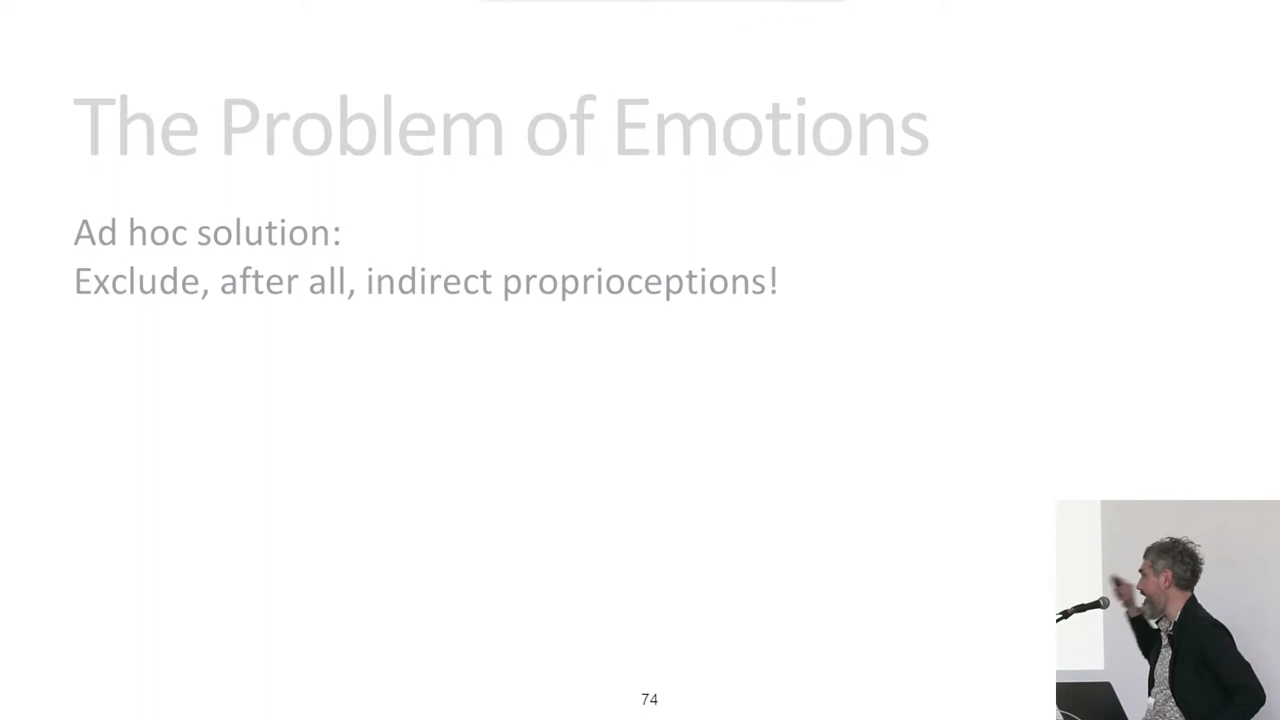 The Problem of Emotions
Ad hoc solution:
Exclude, after all, indirect proprioceptions!
74